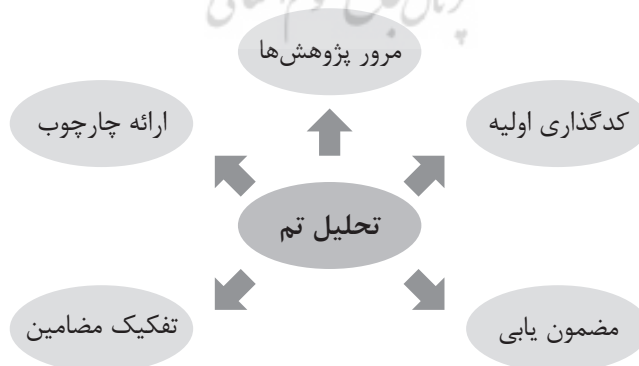 مرور پژوهش‌ها
کدگذاری اولیه
ارائه چارچوب
تحلیل تم
مضمون یابی
تفکیک مضامین